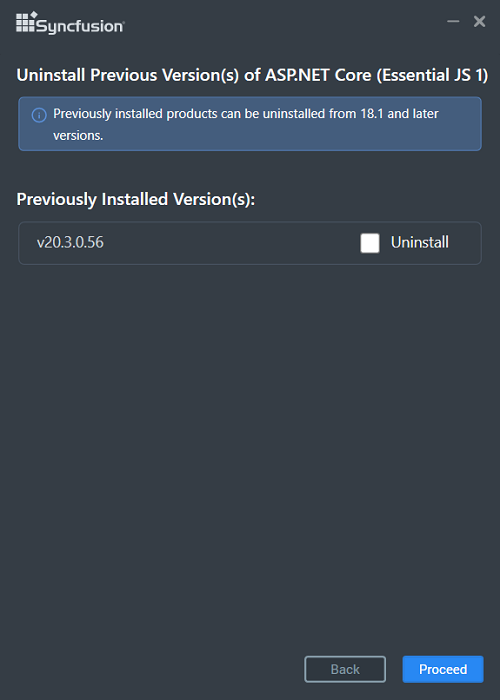 Syncfusion®
Uninstall Previous Version(s) of ASP.NET Core (Essential JS 1)
Previously installed products can be uninstalled from 18.1 and later
versions.
Previously Installed Version(s):
v20.3.0.56 Uninstall
Back Proceed